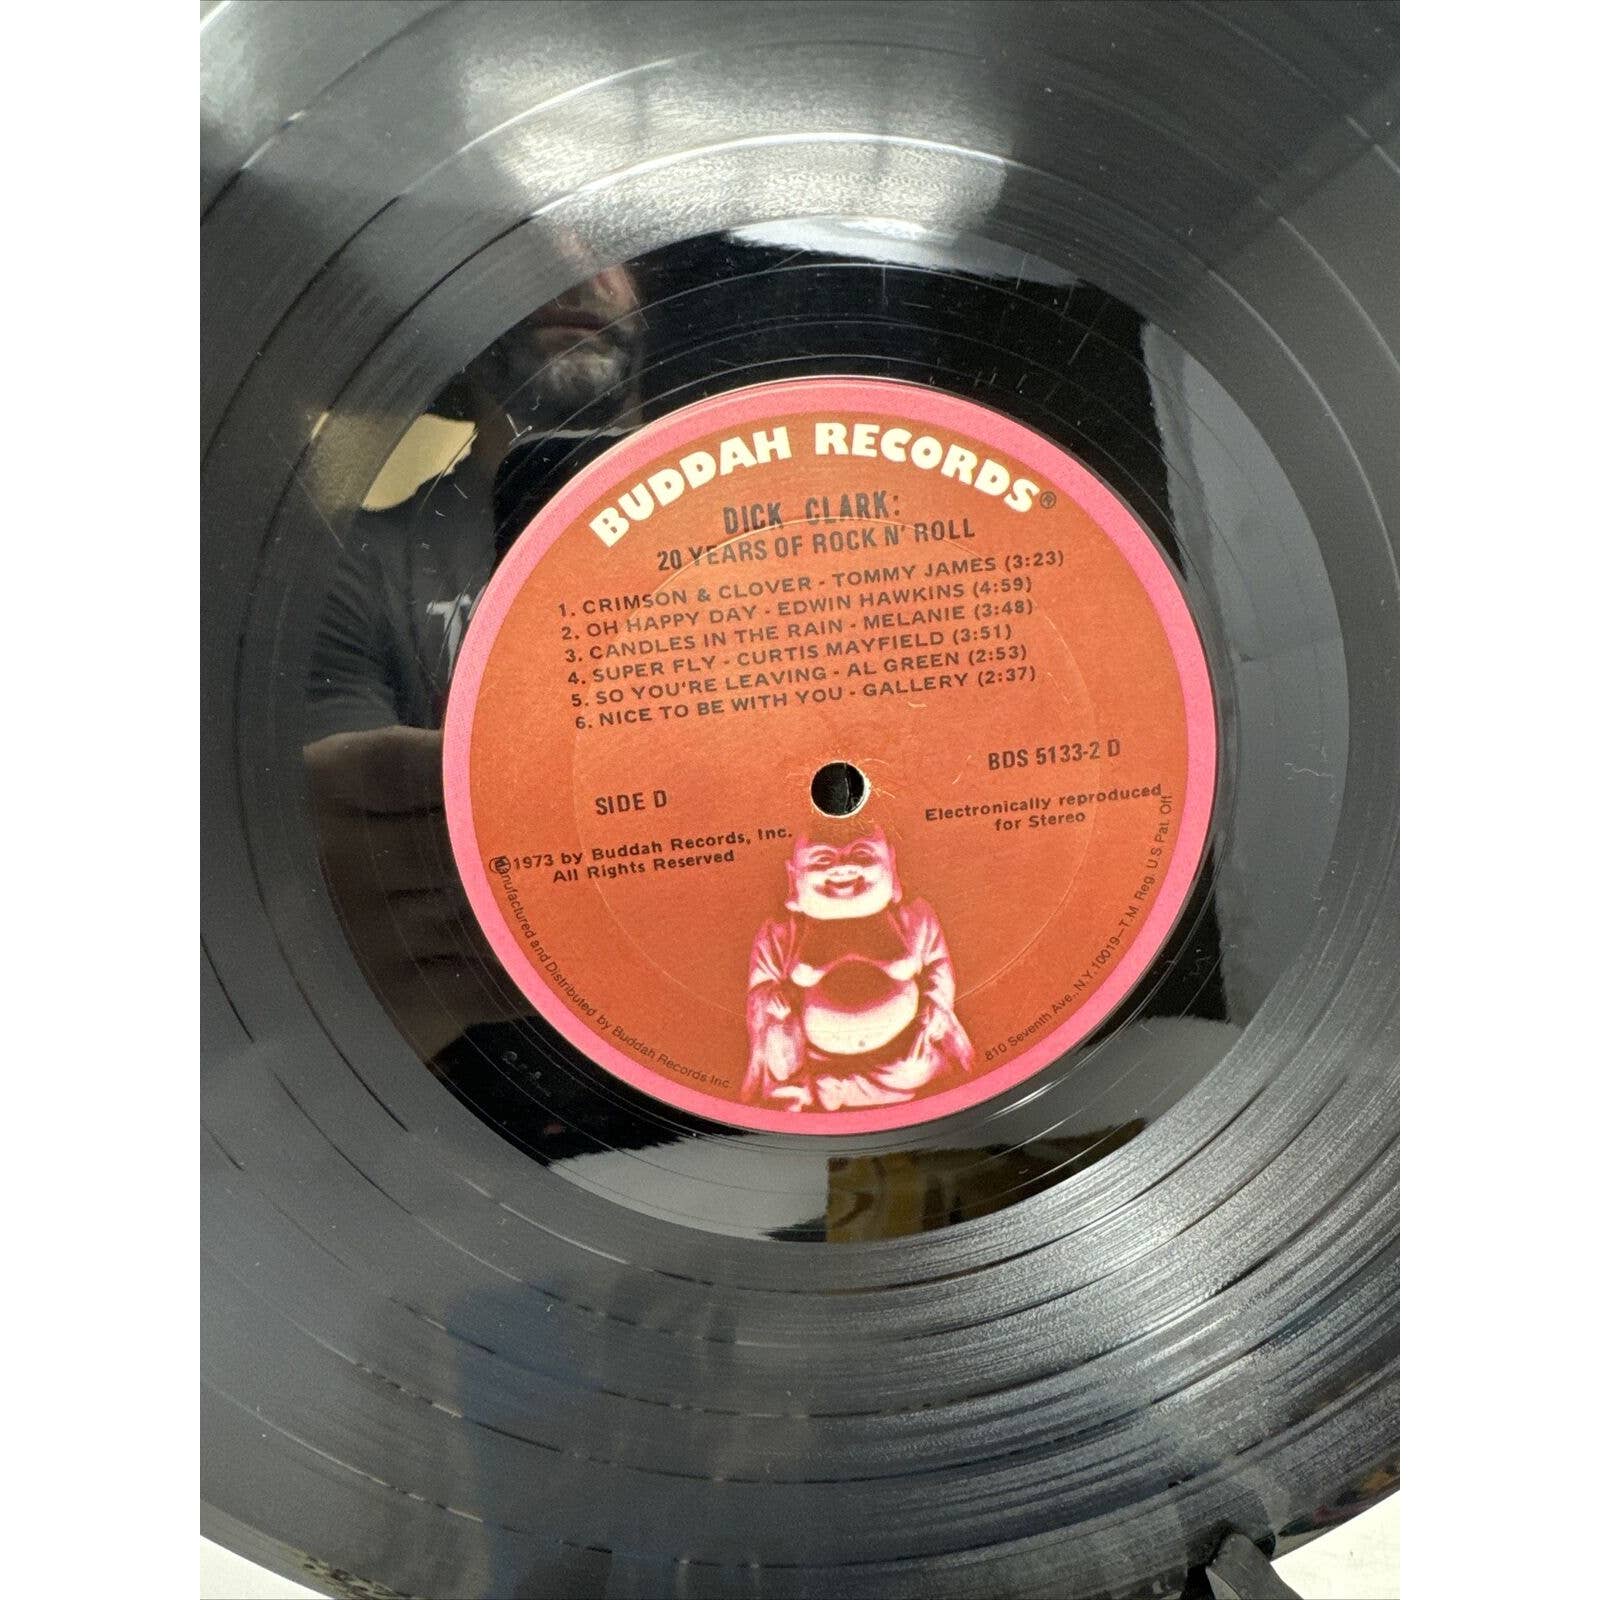 BUDDAH RECORDS®
DICK CLARK:
20 YEARS OF ROCK N' ROLL
1. CRIMSON & CLOVER - TOMMY JAMES (3:23)
2. OH HAPPY DAY - EDWIN HAWKINS (4:59)
3. CANDLES IN THE RAIN - MELANIE (3:48)
4. SUPER FLY - CURTIS MAYFIELD (3:51)
5. SO YOU'RE LEAVING - AL GREEN (2:53)
6. NICE TO BE WITH YOU - GALLERY (2:37)
SIDE D
BDS 5133-2 D
Electronically reproduced
for Stereo
℗1973 by Buddah Records, Inc.
All Rights Reserved
Manufactured and Distributed by Buddah Records Inc.
810 Seventh Ave., N.Y. 10019—T.M. Reg. U S Pat. Off.